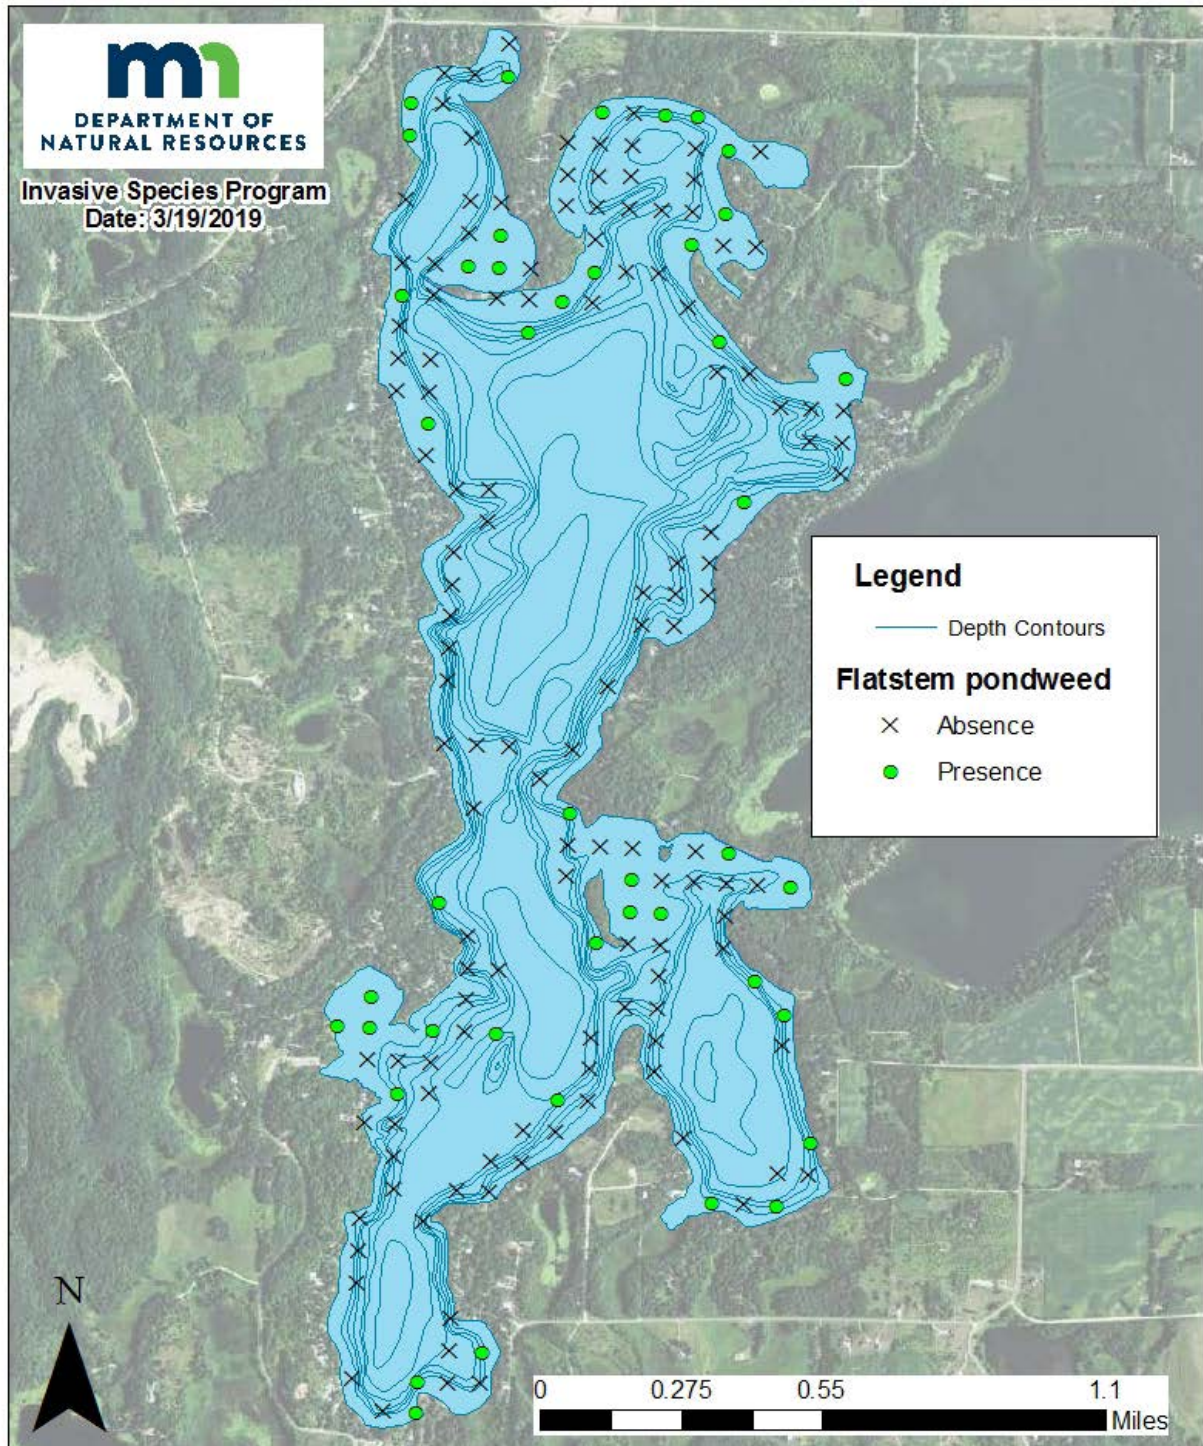 mn
DEPARTMENT OF
NATURAL RESOURCES
Invasive Species Program
Date: 3/19/2019
Legend
Depth Contours
Flatstem pondweed
Absence
Presence
N
0 0.275 0.55 1.1
Miles